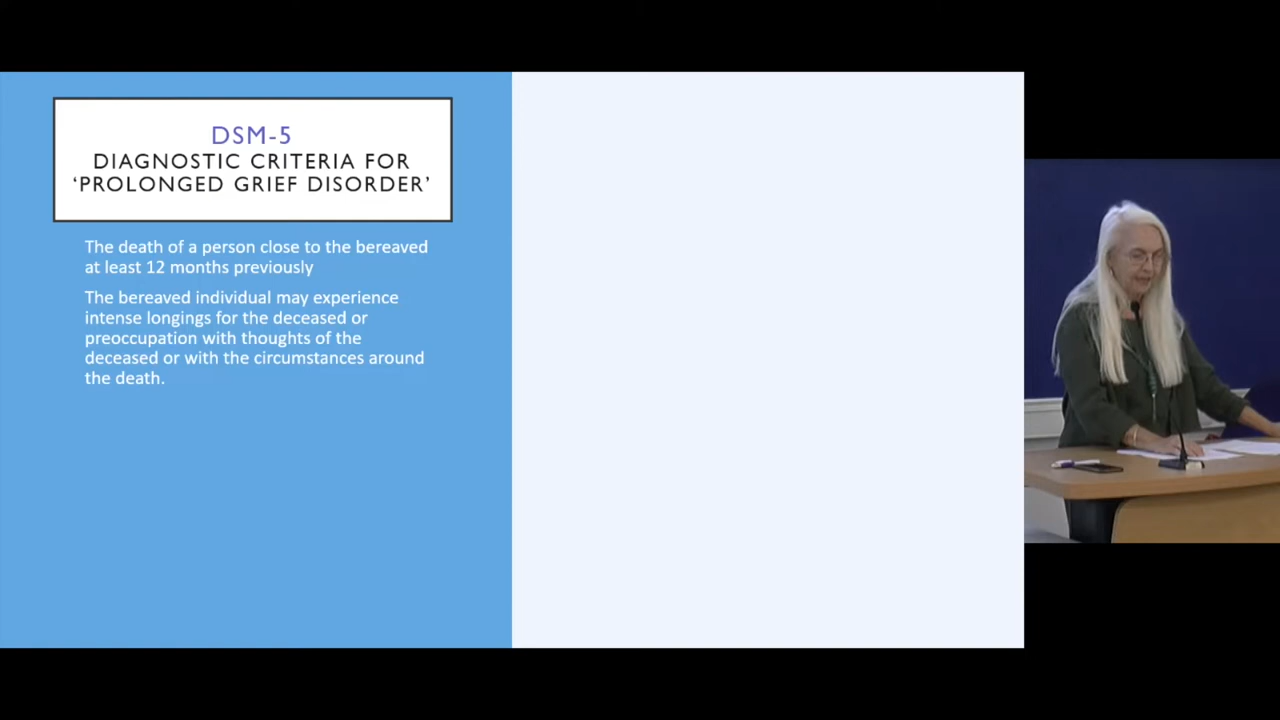 DSM-5
DIAGNOSTIC CRITERIA FOR
‘PROLONGED GRIEF DISORDER’
The death of a person close to the bereaved
at least 12 months previously
The bereaved individual may experience
intense longings for the deceased or
preoccupation with thoughts of the
deceased or with the circumstances around
the death.